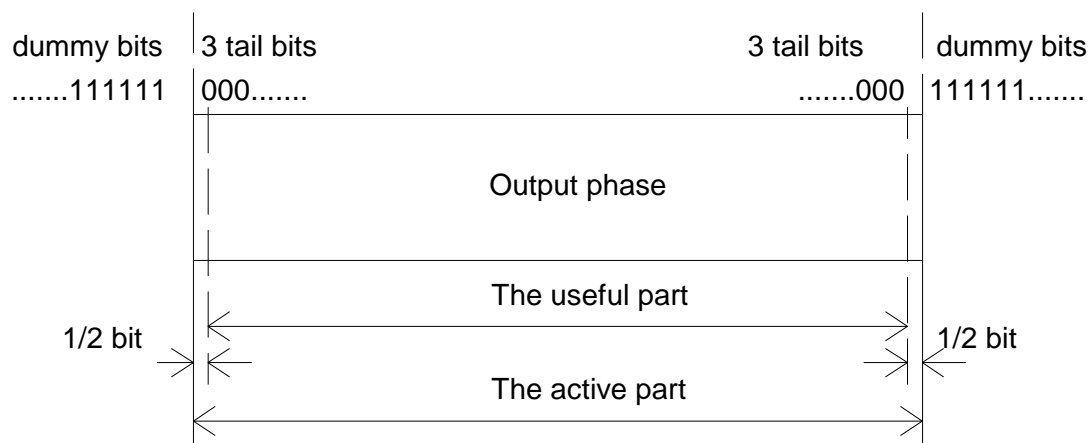 dummy bits 3 tail bits 3 tail bits dummy bits
.......111111 000....... .......000 111111.......
Output phase
The useful part
1/2 bit 1/2 bit
The active part